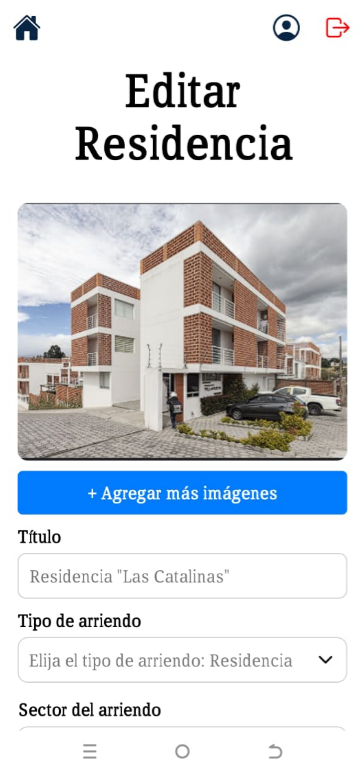 Editar
Residencia
+ Agregar más imágenes
Título
Residencia "Las Catalinas"
Tipo de arriendo
Elija el tipo de arriendo: Residencia
Sector del arriendo